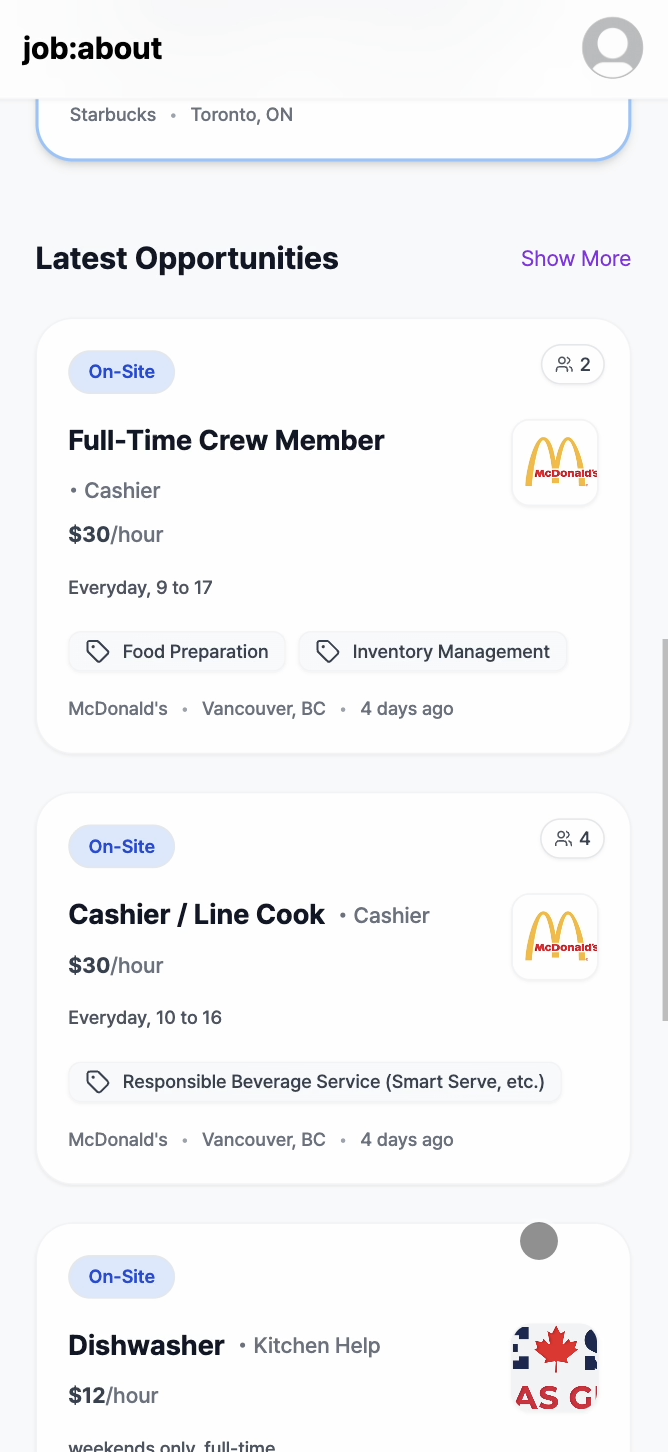 job:about
Starbucks • Toronto, ON
Latest Opportunities
Show More
On-Site
2
Full-Time Crew Member
• Cashier
McDonald's
$30/hour
Everyday, 9 to 17
Food Preparation
Inventory Management
McDonald's • Vancouver, BC • 4 days ago
On-Site
4
Cashier / Line Cook • Cashier
McDonald's
$30/hour
Everyday, 10 to 16
Responsible Beverage Service (Smart Serve, etc.)
McDonald's • Vancouver, BC • 4 days ago
On-Site
Dishwasher • Kitchen Help
AS G
$12/hour
weekends only, full-time